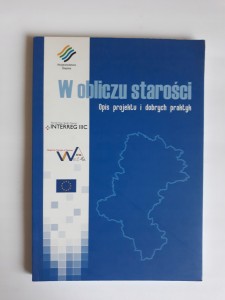 W obliczu starości
Opis projektu i dobrych praktyk
INTERREG IIIC